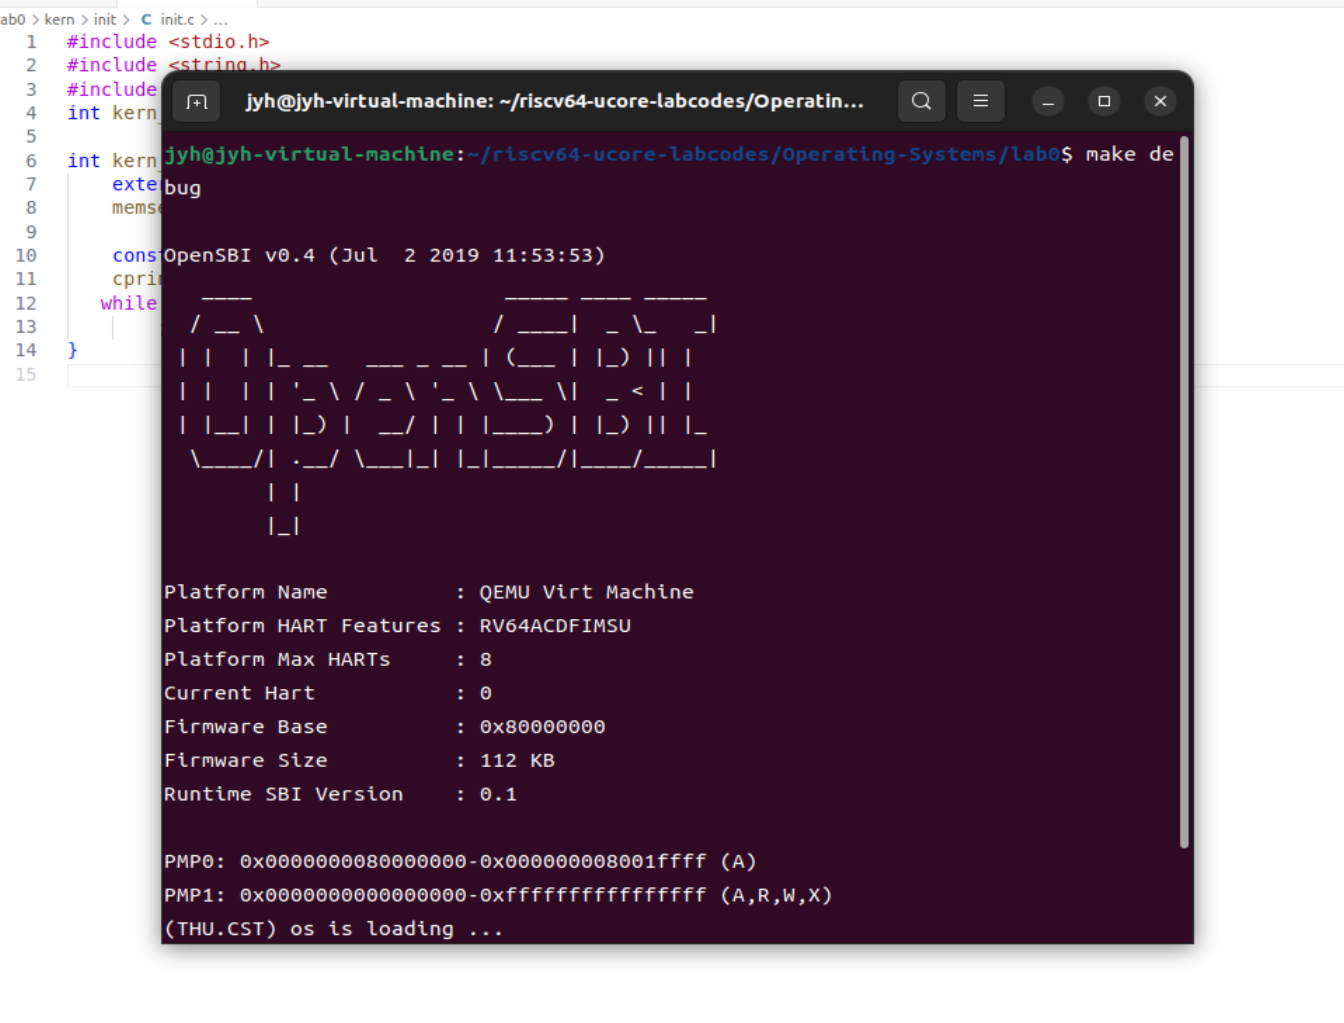 ab0 > kern > init > C init.c > ...
1 #include <stdio.h>
2 #include <string.h>
3 #include
4 int kern_
5
6 int kern_
7 exte
8 memse
9
10 cons
11 cprin
12 while
13
14 }
15
jyh@jyh-virtual-machine: ~/riscv64-ucore-labcodes/Operatin...
jyh@jyh-virtual-machine:~/riscv64-ucore-labcodes/Operating-Systems/lab0$ make de
bug
OpenSBI v0.4 (Jul  2 2019 11:53:53)
   ____                    _____ ____ _____
  / __ \                  / ____|  _ \_   _|
 | |  | |_ __   ___ _ __ | (___ | |_) || |
 | |  | | '_ \ / _ \ '_ \ \___ \|  _ < | |
 | |__| | |_) |  __/ | | |____) | |_) || |_
  \____/| .__/ \___|_| |_|_____/|____/_____|
        | |
        |_|
Platform Name          : QEMU Virt Machine
Platform HART Features : RV64ACDFIMSU
Platform Max HARTs     : 8
Current Hart           : 0
Firmware Base          : 0x80000000
Firmware Size          : 112 KB
Runtime SBI Version    : 0.1
PMP0: 0x0000000080000000-0x000000008001ffff (A)
PMP1: 0x0000000000000000-0xffffffffffffffff (A,R,W,X)
(THU.CST) os is loading ...